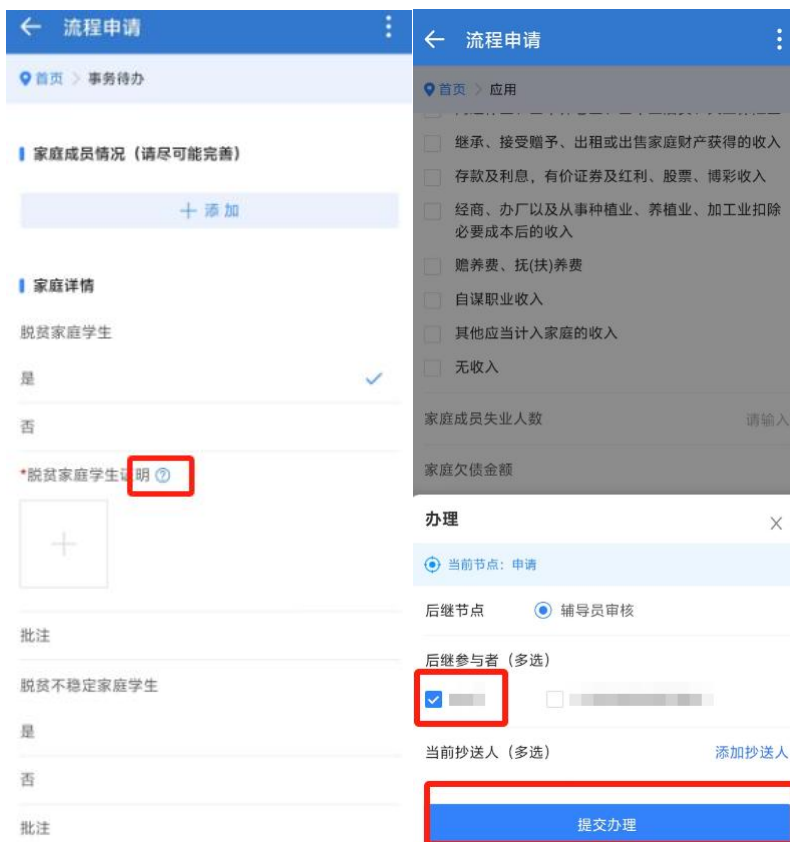 流程申请
首页 > 事务待办
家庭成员情况（请尽可能完善）
+ 添加
家庭详情
脱贫家庭学生
是
否
*脱贫家庭学生证明
批注
脱贫不稳定家庭学生
是
否
批注
流程申请
首页 > 应用
继承、接受赠予、出租或出售家庭财产获得的收入
存款及利息，有价证券及红利、股票、博彩收入
经商、办厂以及从事种植业、养植业、加工业扣除
必要成本后的收入
赡养费、抚(扶)养费
自谋职业收入
其他应当计入家庭的收入
无收入
家庭成员失业人数 请输入
家庭欠债金额
办理
当前节点：申请
后继节点 辅导员审核
后继参与者（多选）
当前抄送人（多选） 添加抄送人
提交办理